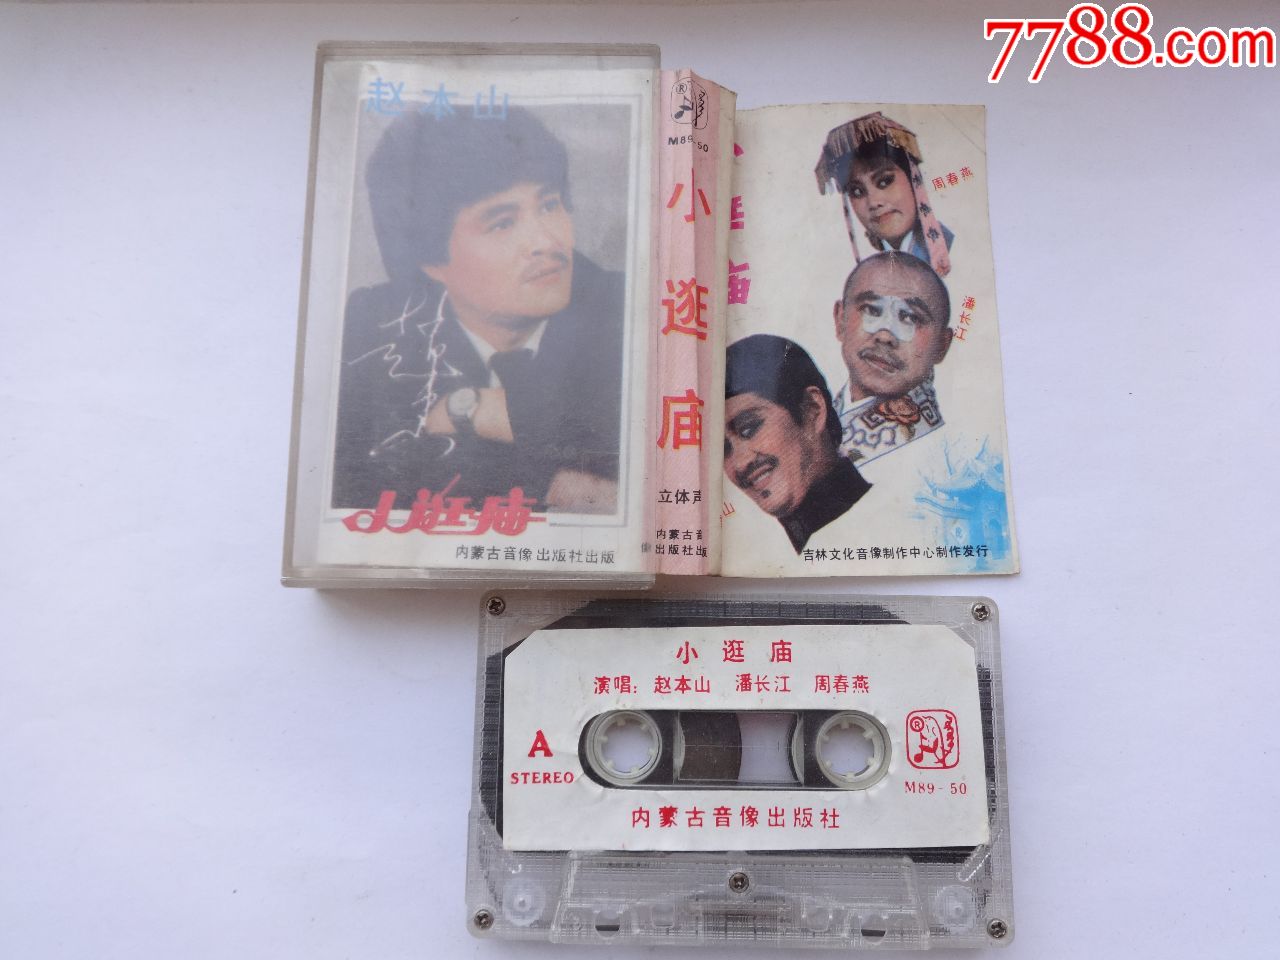 7788.com
赵本山
小逛庙
内蒙古音像出版社出版
®
M89-50
小逛庙
立体声
内蒙古音像
出版社出版
逛
庙
周春燕
潘长江
山
吉林文化音像制作中心制作发行
小逛庙
演唱：赵本山 潘长江 周春燕
A
STEREO
®
M89-50
内蒙古音像出版社